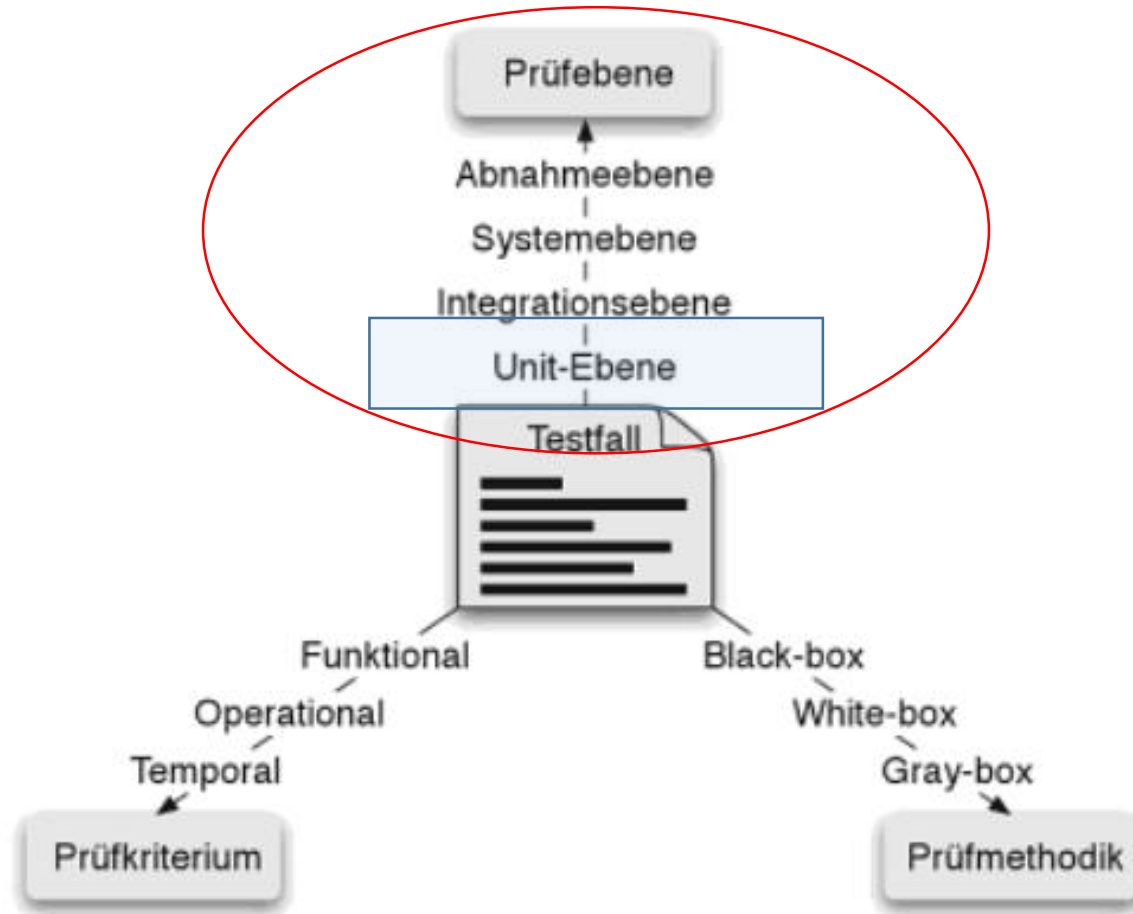 Prüfebene
Abnahmeebene
Systemebene
Integrationsebene
Unit-Ebene
Testfall
Funktional
Operational
Temporal
Prüfkriterium
Black-box
White-box
Gray-box
Prüfmethodik